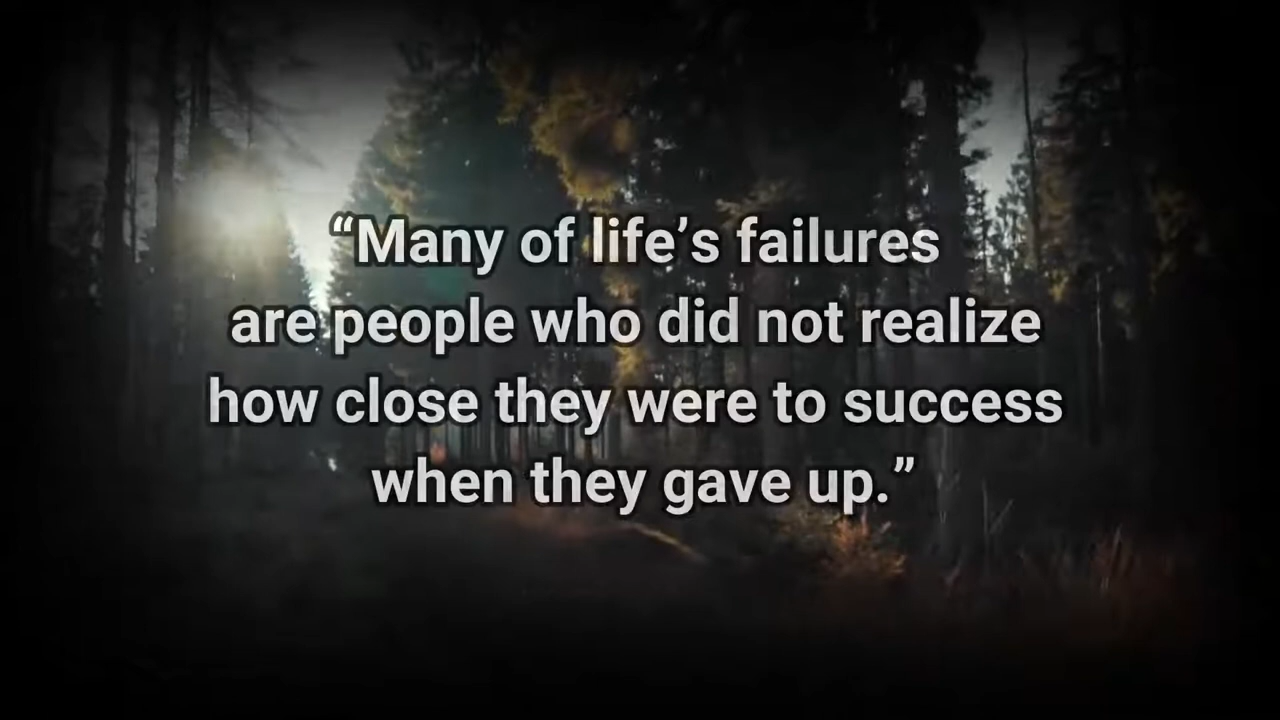 “Many of life’s failures
are people who did not realize
how close they were to success
when they gave up.”